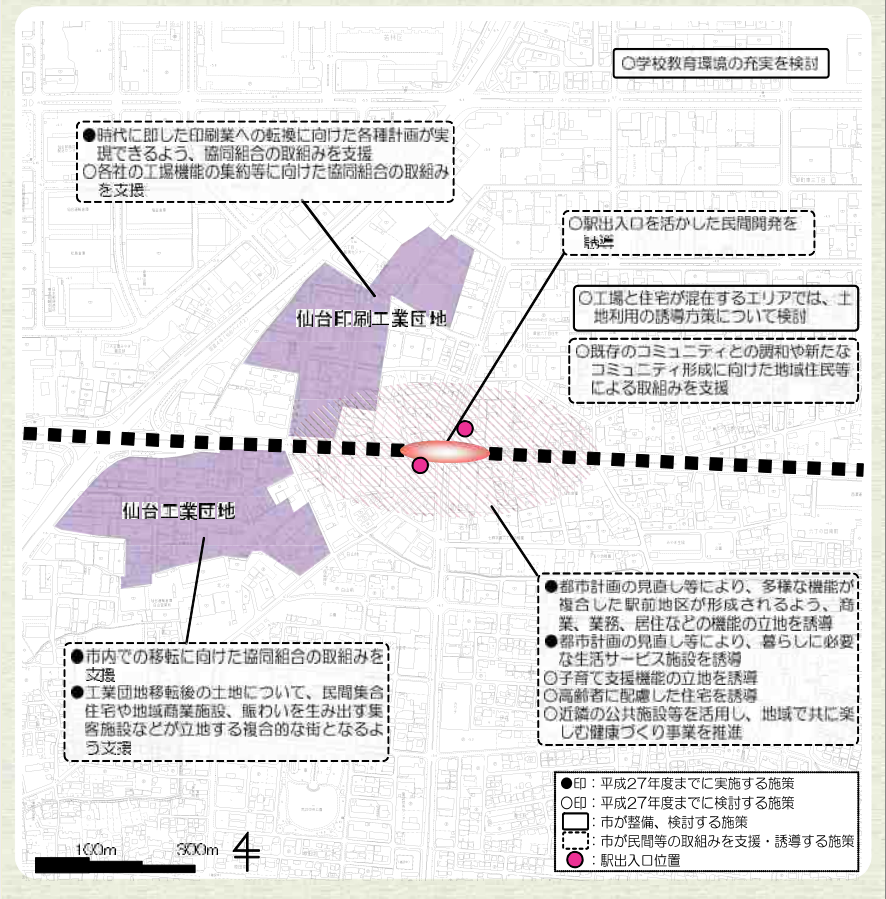 ○学校教育環境の充実を検討
●時代に即した印刷業への転換に向けた各種計画が実
現できるよう、協同組合の取組みを支援
○各社の工場機能の集約等に向けた協同組合の取組み
を支援
○駅出入口を活かした民間開発を
誘導
○工場と住宅が混在するエリアでは、土
地利用の誘導方策について検討
仙台印刷工業団地
○既存のコミュニティとの調和や新たな
コミュニティ形成に向けた地域住民等
による取組みを支援
仙台工業団地
●都市計画の見直し等により、多様な機能が
複合した駅前地区が形成されるよう、商
業、業務、居住などの機能の立地を誘導
●都市計画の見直し等により、暮らしに必要
な生活サービス施設を誘導
○子育て支援機能の立地を誘導
○高齢者に配慮した住宅を誘導
○近隣の公共施設等を活用し、地域で共に楽
しむ健康づくり事業を推進
●市内での移転に向けた協同組合の取組みを
支援
●工業団地移転後の土地について、民間集合
住宅や地域商業施設、賑わいを生み出す集
客施設などが立地する複合的な街となるよ
う支援
●印：平成27年度までに実施する施策
○印：平成27年度までに検討する施策
：市が整備、検討する施策
：市が民間等の取組みを支援・誘導する施策
：駅出入口位置
100m 300m